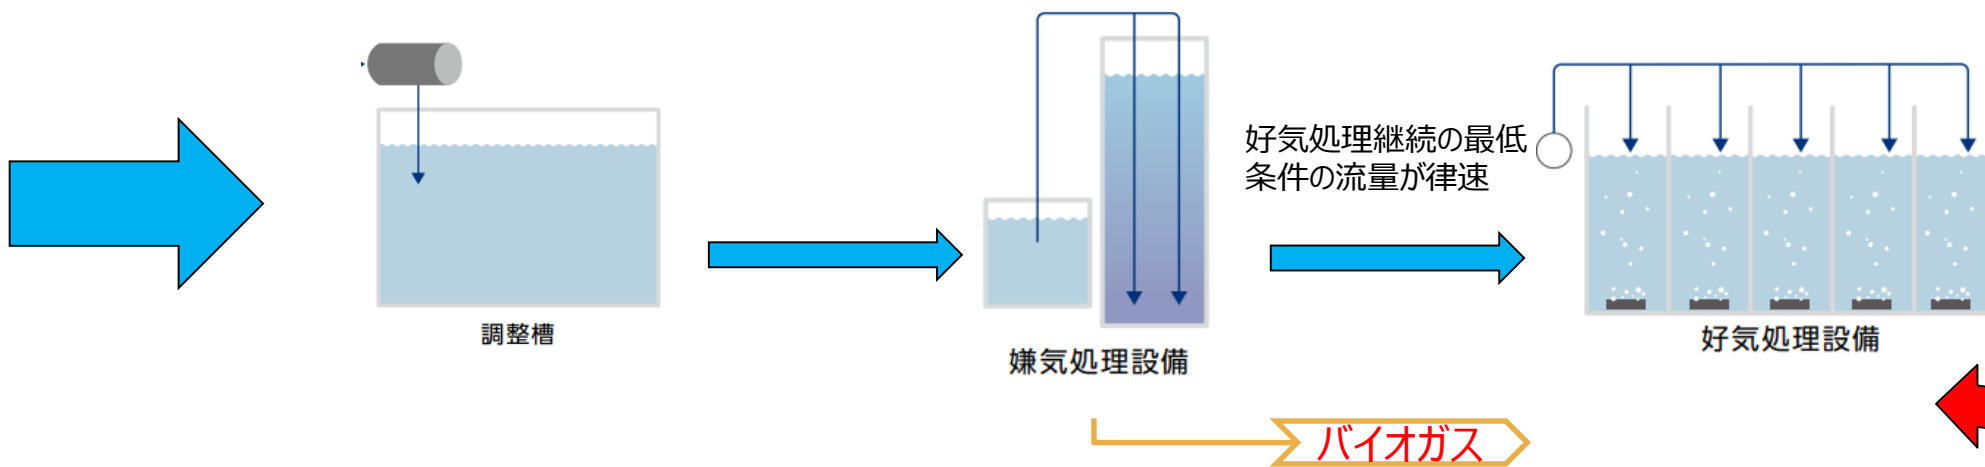 好気処理継続の最低
条件の流量が律速
調整槽
嫌気処理設備
好気処理設備
バイオガス